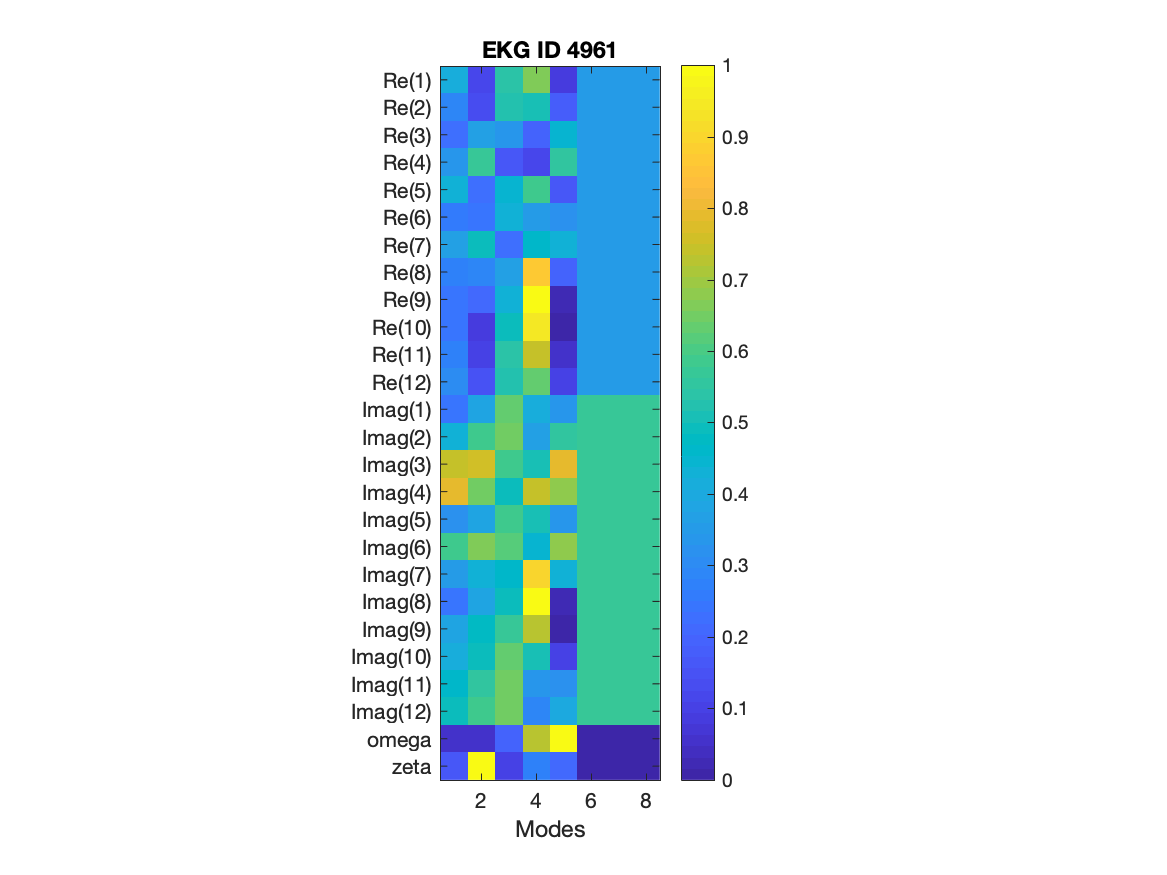 EKG ID 4961
Re(1)
Re(2)
Re(3)
Re(4)
Re(5)
Re(6)
Re(7)
Re(8)
Re(9)
Re(10)
Re(11)
Re(12)
Imag(1)
Imag(2)
Imag(3)
Imag(4)
Imag(5)
Imag(6)
Imag(7)
Imag(8)
Imag(9)
Imag(10)
Imag(11)
Imag(12)
omega
zeta
2 4 6 8
Modes
1
0.9
0.8
0.7
0.6
0.5
0.4
0.3
0.2
0.1
0